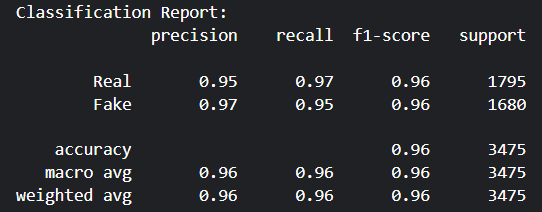 Classification Report:
precision recall f1-score support
Real 0.95 0.97 0.96 1795
Fake 0.97 0.95 0.96 1680
accuracy 0.96 3475
macro avg 0.96 0.96 0.96 3475
weighted avg 0.96 0.96 0.96 3475